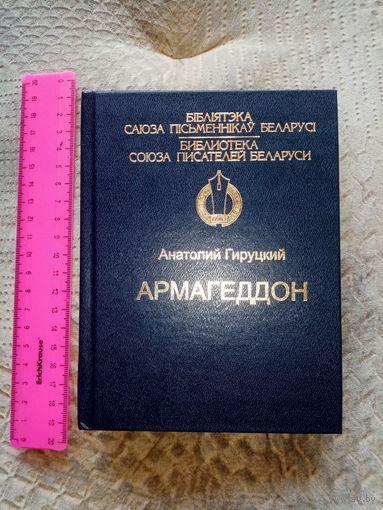 БІБЛІЯТЭКА
САЮЗА ПІСЬМЕННІКАЎ БЕЛАРУСІ
БИБЛИОТЕКА
СОЮЗА ПИСАТЕЛЕЙ БЕЛАРУСИ
Анатолий Гируцкий
АРМАГЕДДОН
ErichKrause